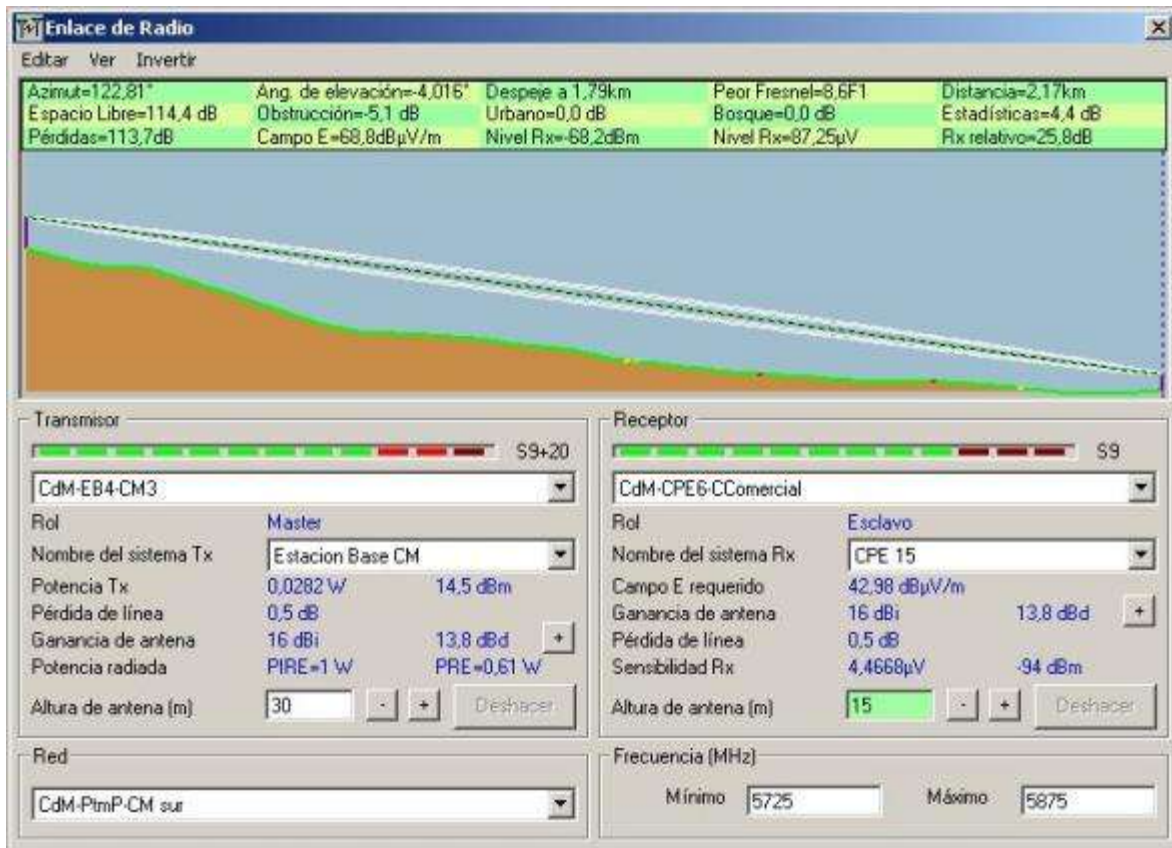 Enlace de Radio
Editar Ver Invertir
Azimut=122,81° Ang. de elevación=-4,016° Despeje a 1,79km Peor Fresnel=8,6F1 Distancia=2,17km
Espacio Libre=114,4 dB Obstrucción=-5,1 dB Urbano=0,0 dB Bosque=0,0 dB Estadísticas=4,4 dB
Pérdidas=113,7dB Campo E=68,8dBµV/m Nivel Rx=-68,2dBm Nivel Rx=87,25µV Rx relativo=25,8dB
Transmisor
S9+20
CdM-EB4-CM3
Rol Master
Nombre del sistema Tx Estacion Base CM
Potencia Tx 0,0282 W 14,5 dBm
Pérdida de línea 0,5 dB
Ganancia de antena 16 dBi 13,8 dBd +
Potencia radiada PIRE=1 W PRE=0,61 W
Altura de antena (m) 30 - + Deshacer
Receptor
S9
CdM-CPE6-CComercial
Rol Esclavo
Nombre del sistema Rx CPE 15
Campo E requerido 42,98 dBµV/m
Ganancia de antena 16 dBi 13,8 dBd +
Pérdida de línea 0,5 dB
Sensibilidad Rx 4,4668µV -94 dBm
Altura de antena (m) 15 - + Deshacer
Red
CdM-PtmP-CM sur
Frecuencia (MHz)
Mínimo 5725 Máximo 5875